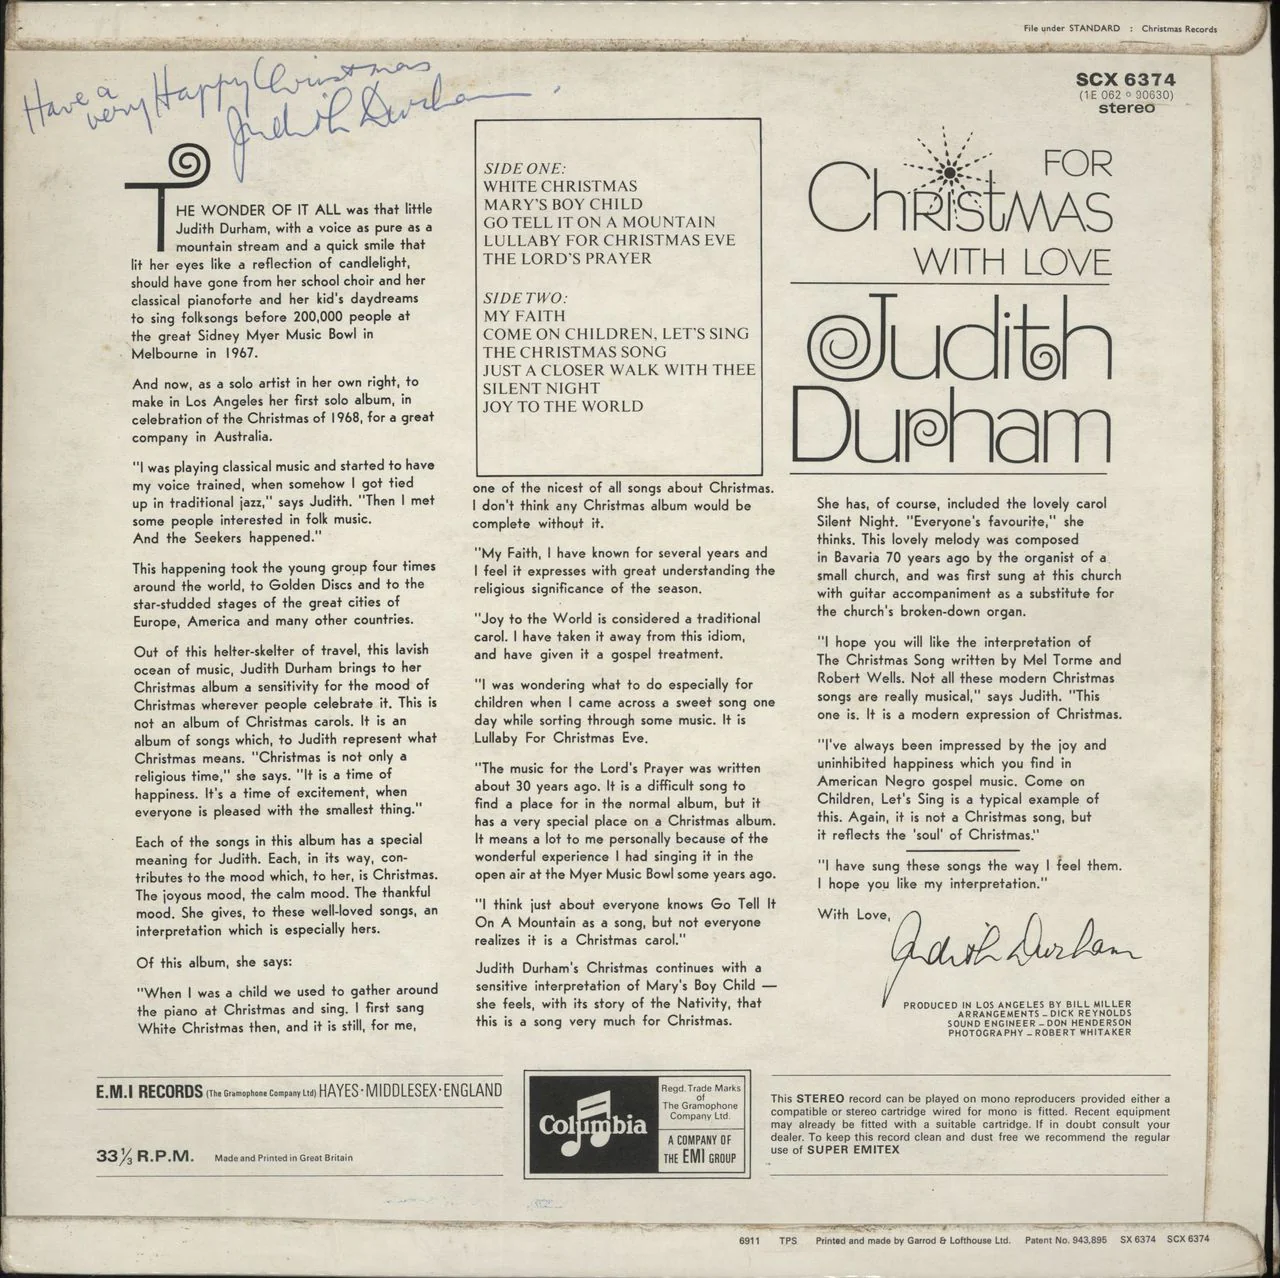 File under STANDARD : Christmas Records
Have a
very Happy Christmas
Judith Durham
SCX 6374
(1E 062 o 90630)
stereo
FOR
Christmas
WITH LOVE
Judith
Durham
THE WONDER OF IT ALL was that little
Judith Durham, with a voice as pure as a
mountain stream and a quick smile that
lit her eyes like a reflection of candlelight,
should have gone from her school choir and her
classical pianoforte and her kid's daydreams
to sing folksongs before 200,000 people at
the great Sidney Myer Music Bowl in
Melbourne in 1967.
And now, as a solo artist in her own right, to
make in Los Angeles her first solo album, in
celebration of the Christmas of 1968, for a great
company in Australia.
"I was playing classical music and started to have
my voice trained, when somehow I got tied
up in traditional jazz," says Judith. "Then I met
some people interested in folk music.
And the Seekers happened."
This happening took the young group four times
around the world, to Golden Discs and to the
star-studded stages of the great cities of
Europe, America and many other countries.
Out of this helter-skelter of travel, this lavish
ocean of music, Judith Durham brings to her
Christmas album a sensitivity for the mood of
Christmas wherever people celebrate it. This is
not an album of Christmas carols. It is an
album of songs which, to Judith represent what
Christmas means. "Christmas is not only a
religious time," she says. "It is a time of
happiness. It's a time of excitement, when
everyone is pleased with the smallest thing."
Each of the songs in this album has a special
meaning for Judith. Each, in its way, con-
tributes to the mood which, to her, is Christmas.
The joyous mood, the calm mood. The thankful
mood. She gives, to these well-loved songs, an
interpretation which is especially hers.
Of this album, she says:
"When I was a child we used to gather around
the piano at Christmas and sing. I first sang
White Christmas then, and it is still, for me,
SIDE ONE:
WHITE CHRISTMAS
MARY'S BOY CHILD
GO TELL IT ON A MOUNTAIN
LULLABY FOR CHRISTMAS EVE
THE LORD'S PRAYER
SIDE TWO:
MY FAITH
COME ON CHILDREN, LET'S SING
THE CHRISTMAS SONG
JUST A CLOSER WALK WITH THEE
SILENT NIGHT
JOY TO THE WORLD
one of the nicest of all songs about Christmas.
I don't think any Christmas album would be
complete without it.
"My Faith, I have known for several years and
I feel it expresses with great understanding the
religious significance of the season.
"Joy to the World is considered a traditional
carol. I have taken it away from this idiom,
and have given it a gospel treatment.
"I was wondering what to do especially for
children when I came across a sweet song one
day while sorting through some music. It is
Lullaby For Christmas Eve.
"The music for the Lord's Prayer was written
about 30 years ago. It is a difficult song to
find a place for in the normal album, but it
has a very special place on a Christmas album.
It means a lot to me personally because of the
wonderful experience I had singing it in the
open air at the Myer Music Bowl some years ago.
"I think just about everyone knows Go Tell It
On A Mountain as a song, but not everyone
realizes it is a Christmas carol."
Judith Durham's Christmas continues with a
sensitive interpretation of Mary's Boy Child —
she feels, with its story of the Nativity, that
this is a song very much for Christmas.
She has, of course, included the lovely carol
Silent Night. "Everyone's favourite," she
thinks. This lovely melody was composed
in Bavaria 70 years ago by the organist of a
small church, and was first sung at this church
with guitar accompaniment as a substitute for
the church's broken-down organ.
"I hope you will like the interpretation of
The Christmas Song written by Mel Torme and
Robert Wells. Not all these modern Christmas
songs are really musical," says Judith. "This
one is. It is a modern expression of Christmas.
"I've always been impressed by the joy and
uninhibited happiness which you find in
American Negro gospel music. Come on
Children, Let's Sing is a typical example of
this. Again, it is not a Christmas song, but
it reflects the 'soul' of Christmas."
"I have sung these songs the way I feel them.
I hope you like my interpretation."
With Love,
Judith Durham
PRODUCED IN LOS ANGELES BY BILL MILLER
ARRANGEMENTS – DICK REYNOLDS
SOUND ENGINEER – DON HENDERSON
PHOTOGRAPHY – ROBERT WHITAKER
E.M.I RECORDS (The Gramophone Company Ltd) HAYES·MIDDLESEX·ENGLAND
33⅓ R.P.M. Made and Printed in Great Britain
Columbia
Regd. Trade Marks
of
The Gramophone
Company Ltd.
A COMPANY OF
THE EMI GROUP
This STEREO record can be played on mono reproducers provided either a
compatible or stereo cartridge wired for mono is fitted. Recent equipment
may already be fitted with a suitable cartridge. If in doubt consult your
dealer. To keep this record clean and dust free we recommend the regular
use of SUPER EMITEX
6911 TPS Printed and made by Garrod & Lofthouse Ltd. Patent No. 943,895 SX 6374 SCX 6374